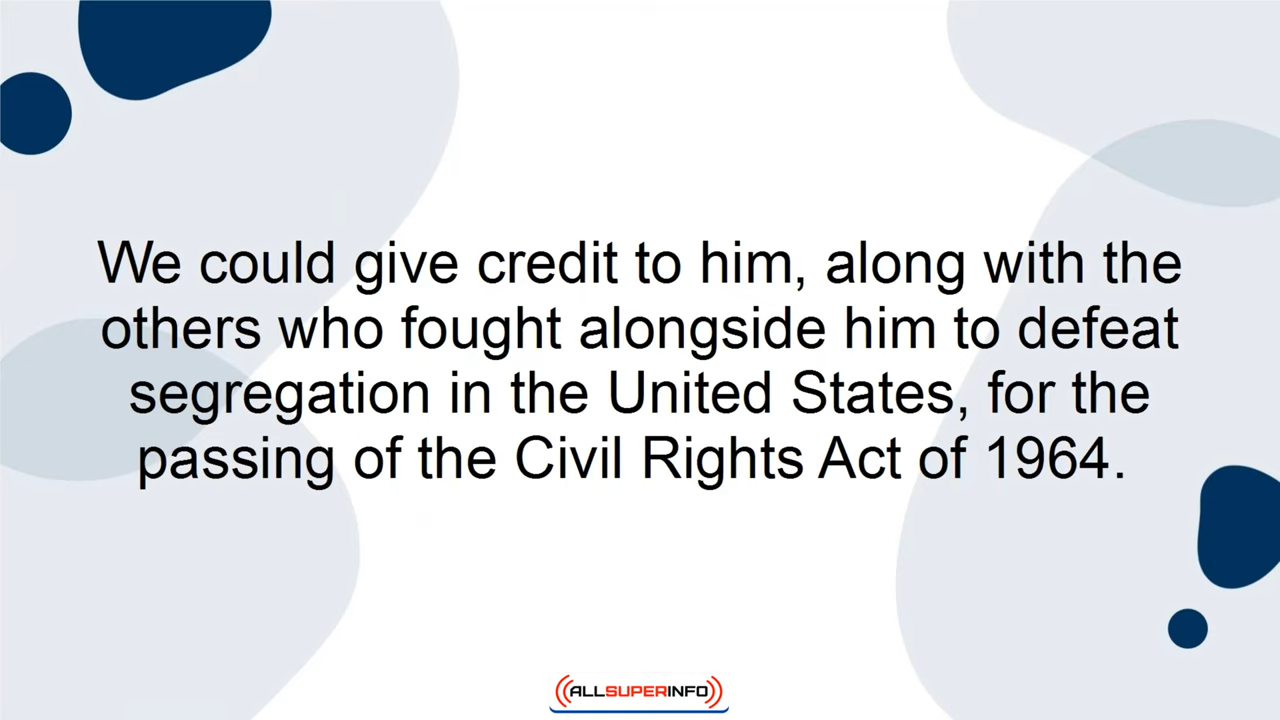 We could give credit to him, along with the
others who fought alongside him to defeat
segregation in the United States, for the
passing of the Civil Rights Act of 1964.
ALLSUPERINFO